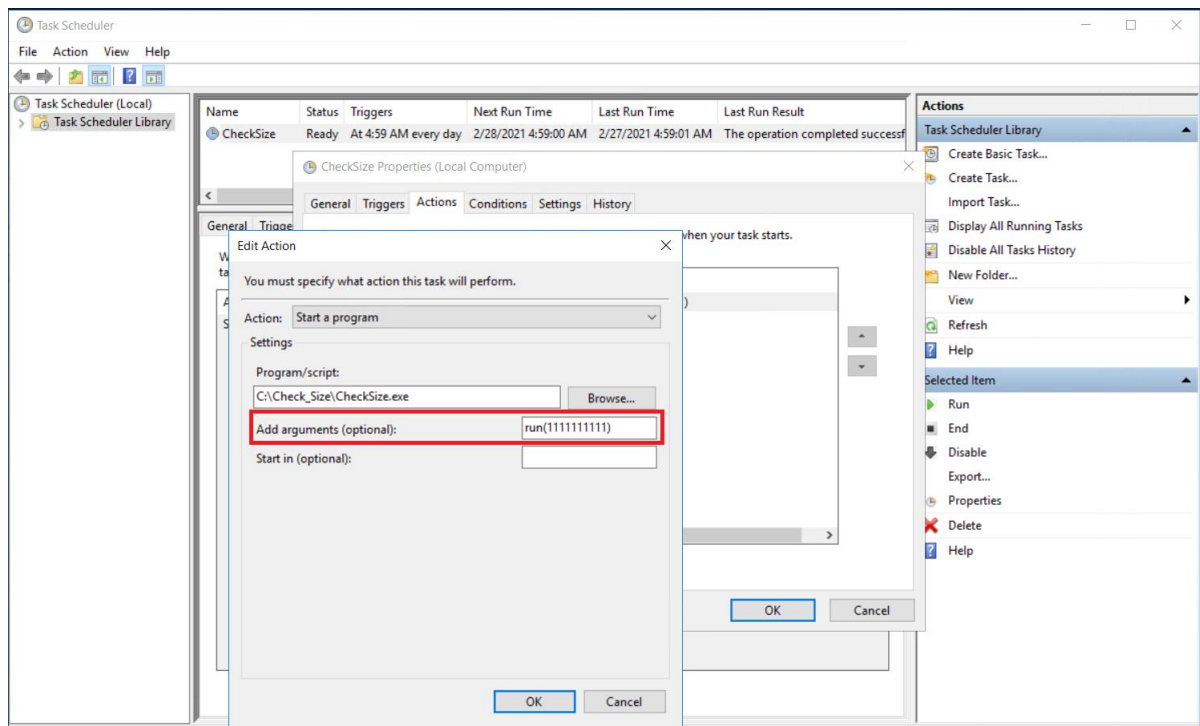 Task Scheduler
File Action View Help
Task Scheduler (Local)
Task Scheduler Library
Name Status Triggers Next Run Time Last Run Time Last Run Result
CheckSize Ready At 4:59 AM every day 2/28/2021 4:59:00 AM 2/27/2021 4:59:01 AM The operation completed successf
CheckSize Properties (Local Computer)
General Triggers Actions Conditions Settings History
General Trigge
when your task starts.
Edit Action
You must specify what action this task will perform.
Action: Start a program
Settings
Program/script:
C:\Check_Size\CheckSize.exe Browse...
Add arguments (optional): run(1111111111)
Start in (optional):
OK Cancel
OK Cancel
Actions
Task Scheduler Library
Create Basic Task...
Create Task...
Import Task...
Display All Running Tasks
Disable All Tasks History
New Folder...
View
Refresh
Help
Selected Item
Run
End
Disable
Export...
Properties
Delete
Help